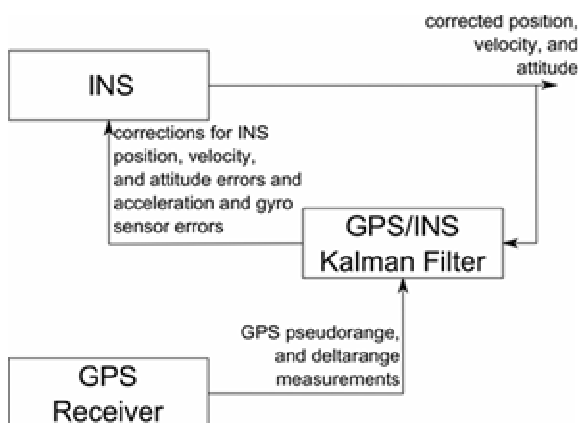 corrected position,
velocity, and
attitude
INS
corrections for INS
position, velocity,
and attitude errors and
acceleration and gyro
sensor errors
GPS/INS
Kalman Filter
GPS pseudorange,
and deltarange
measurements
GPS
Receiver